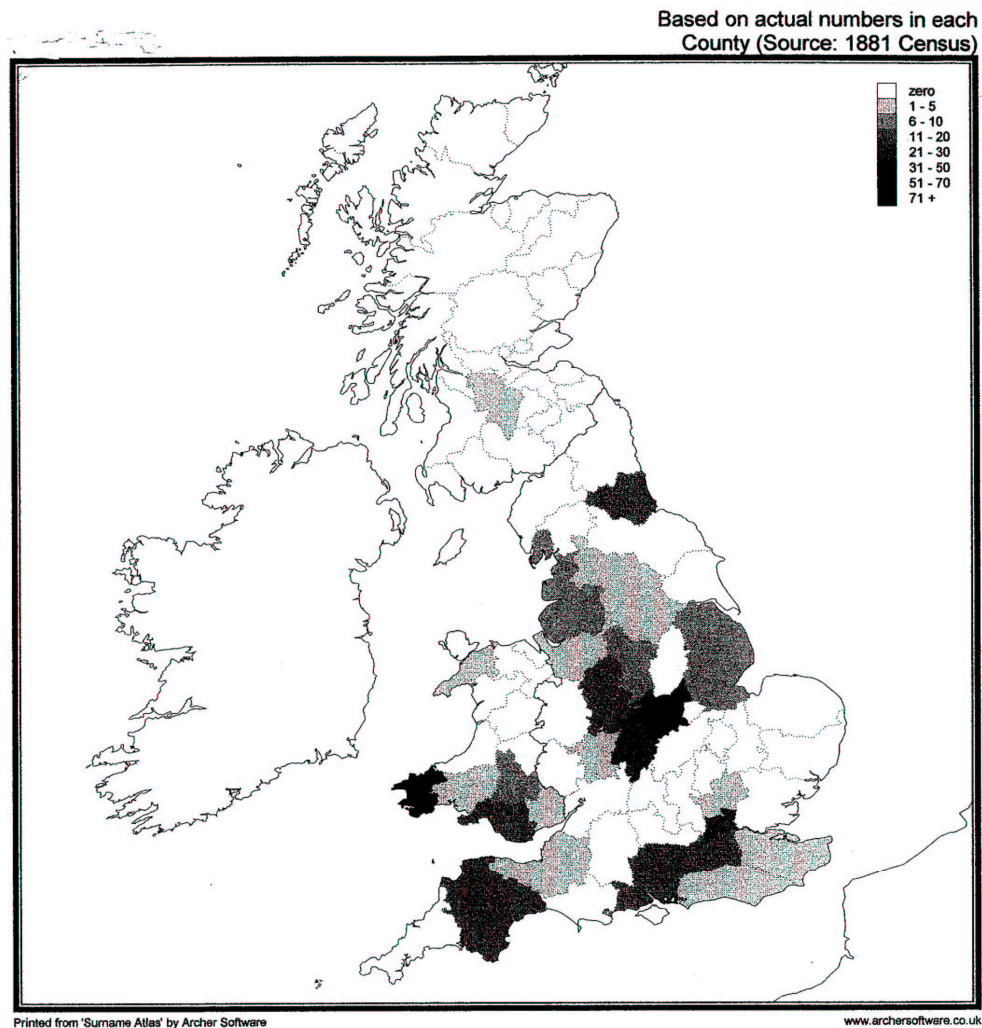 Based on actual numbers in each
County (Source: 1881 Census)
zero
1 - 5
6 - 10
11 - 20
21 - 30
31 - 50
51 - 70
71 +
Printed from 'Surname Atlas' by Archer Software
www.archersoftware.co.uk